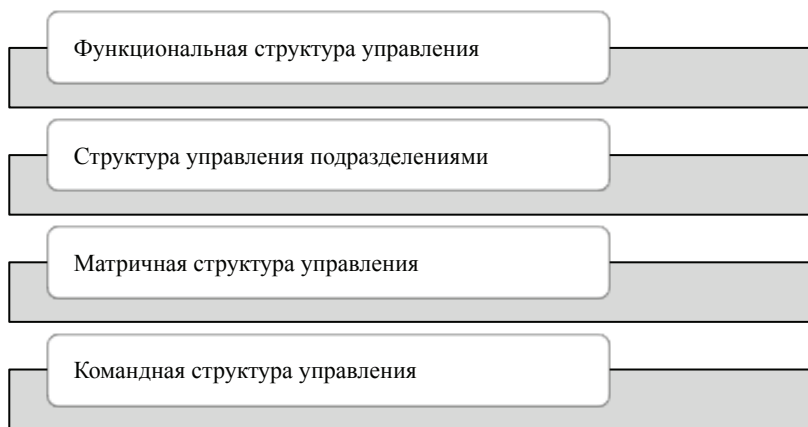 Функциональная структура управления
Структура управления подразделениями
Матричная структура управления
Командная структура управления